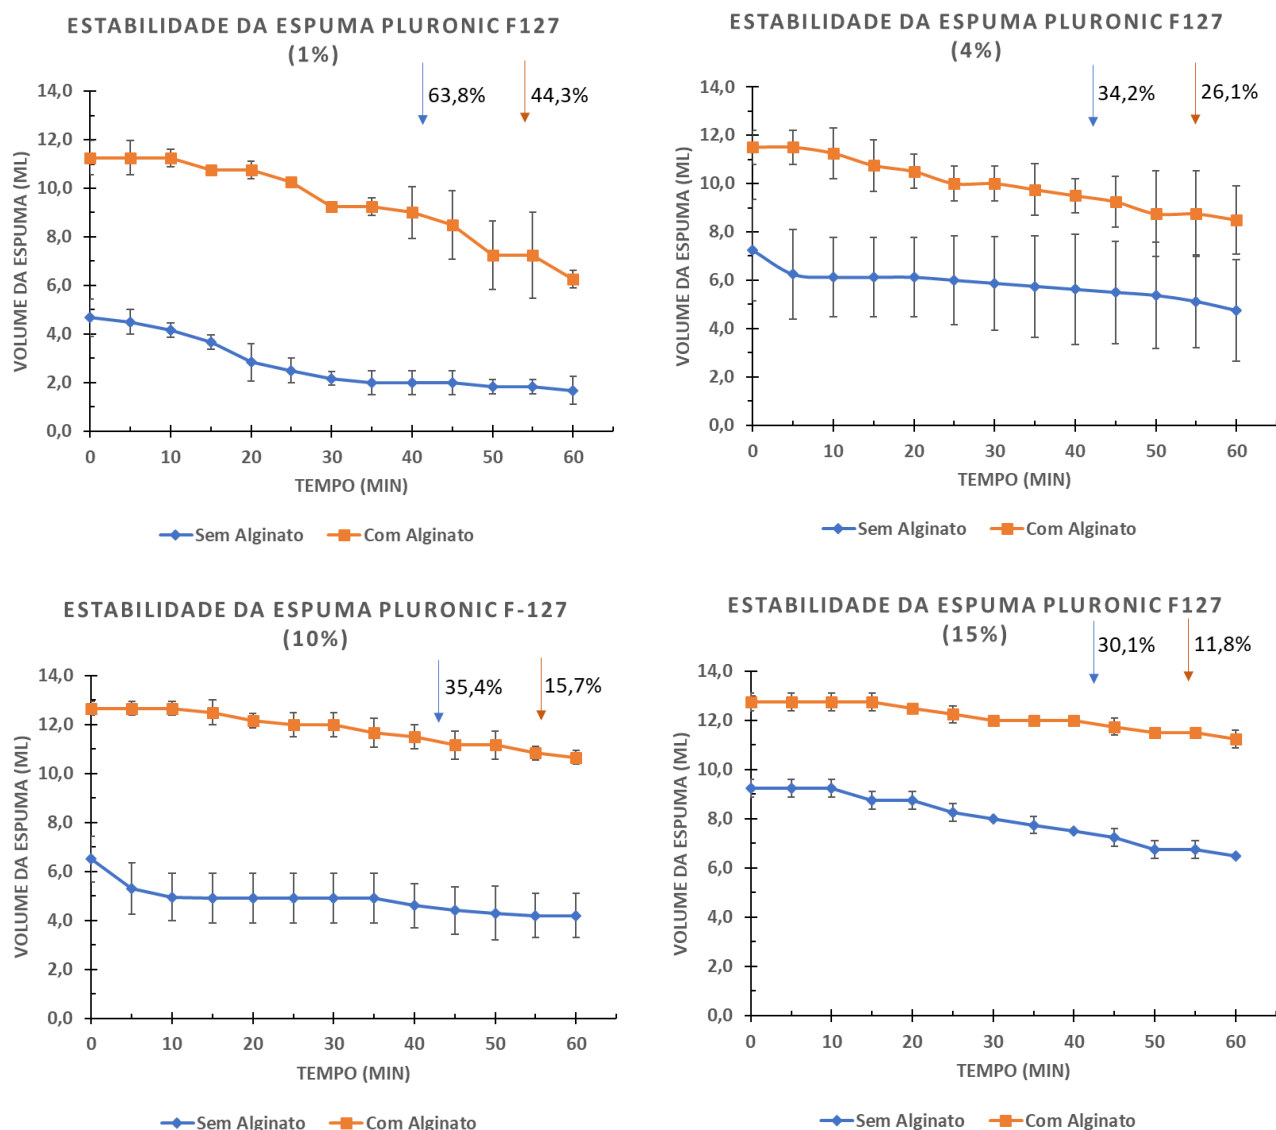 ESTABILIDADE DA ESPUMA PLURONIC F127
(1%)
63,8%
44,3%
14,0
12,0
10,0
8,0
6,0
4,0
2,0
0,0
VOLUME DA ESPUMA (ML)
0 10 20 30 40 50 60
TEMPO (MIN)
Sem Alginato Com Alginato
ESTABILIDADE DA ESPUMA PLURONIC F127
(4%)
34,2%
26,1%
14,0
12,0
10,0
8,0
6,0
4,0
2,0
0,0
VOLUME DA ESPUMA (ML)
0 10 20 30 40 50 60
TEMPO (MIN)
Sem Alginato Com Alginato
ESTABILIDADE DA ESPUMA PLURONIC F-127
(10%)
35,4%
15,7%
14,0
12,0
10,0
8,0
6,0
4,0
2,0
0,0
VOLUME DA ESPUMA (ML)
0 10 20 30 40 50 60
TEMPO (MIN)
Sem Alginato Com Alginato
ESTABILIDADE DA ESPUMA PLURONIC F127
(15%)
30,1%
11,8%
14,0
12,0
10,0
8,0
6,0
4,0
2,0
0,0
VOLUME DA ESPUMA (ML)
0 10 20 30 40 50 60
TEMPO (MIN)
Sem Alginato Com Alginato